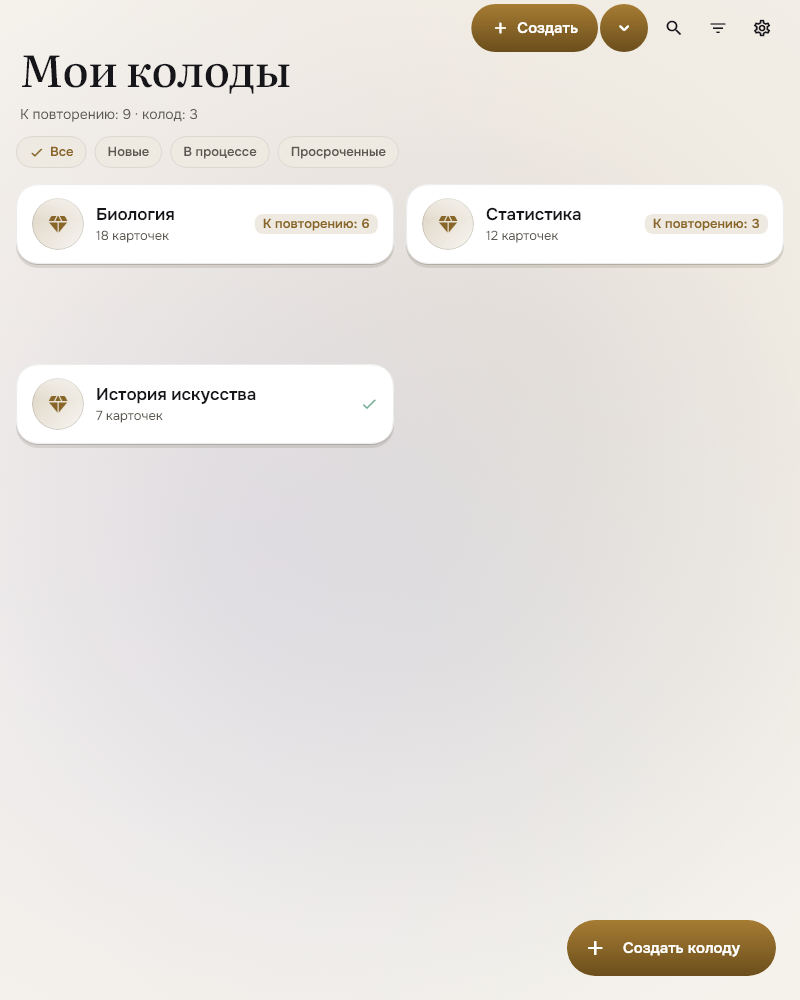 Создать
Мои колоды
К повторению: 9 · колод: 3
Все
Новые
В процессе
Просроченные
Биология
18 карточек
К повторению: 6
Статистика
12 карточек
К повторению: 3
История искусства
7 карточек
Создать колоду